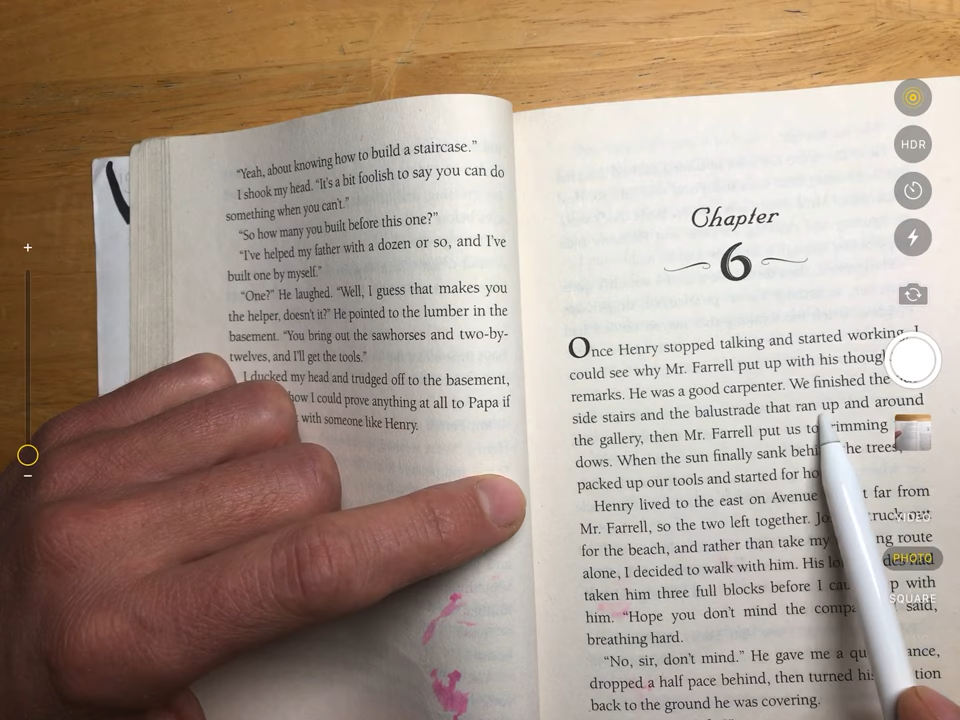 “Yeah, about knowing how to build a staircase.”
I shook my head. “It’s a bit foolish to say you can do
something when you can’t.”
“So how many you built before this one?”
“I’ve helped my father with a dozen or so, and I’ve
built one by myself.”
“One?” He laughed. “Well, I guess that makes you
the helper, doesn’t it?” He pointed to the lumber in the
basement. “You bring out the sawhorses and two-by-
twelves, and I’ll get the tools.”
I ducked my head and trudged off to the basement,
how I could prove anything at all to Papa if
with someone like Henry.
Chapter
6
Once Henry stopped talking and started working, I
could see why Mr. Farrell put up with his
remarks. He was a good carpenter. We finished the
side stairs and the balustrade that ran up and around
the gallery, then Mr. Farrell put us to
dows. When the sun finally sank the trees,
packed up our tools and started for
Henry lived to the east on Avenue far from
Mr. Farrell, so the two left together.
for the beach, and rather than take my route
alone, I decided to walk with him. His had
taken him three full blocks before I up with
him. “Hope you don’t mind the said,
breathing hard.
“No, sir, don’t mind.” He gave me a
dropped a half pace behind, then turned
back to the ground he was covering.
HDR
VIDEO
PHOTO
SQUARE